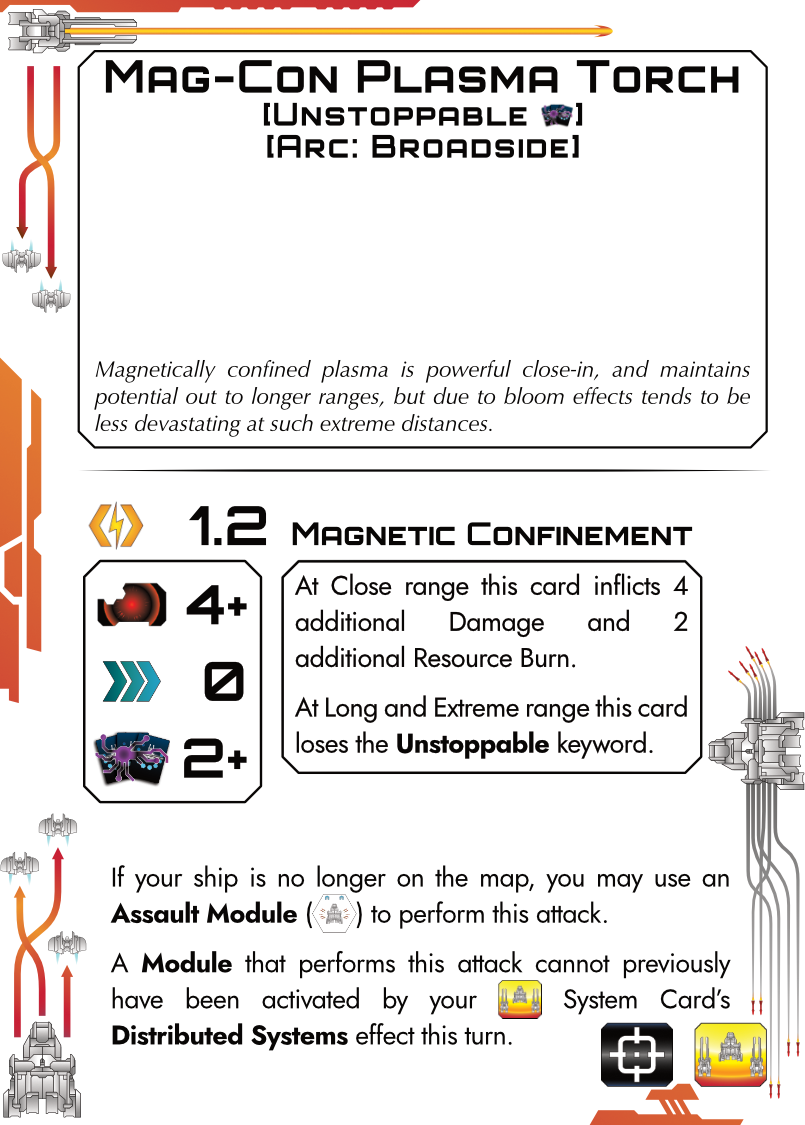 Mag-Con Plasma Torch
[Unstoppable ]
[Arc: Broadside]
Magnetically confined plasma is powerful close-in, and maintains
potential out to longer ranges, but due to bloom effects tends to be
less devastating at such extreme distances.
1.2 Magnetic Confinement
4+
0
2+
At Close range this card inflicts 4
additional Damage and 2
additional Resource Burn.
At Long and Extreme range this card
loses the Unstoppable keyword.
If your ship is no longer on the map, you may use an
Assault Module ( ) to perform this attack.
A Module that performs this attack cannot previously
have been activated by your System Card’s
Distributed Systems effect this turn.